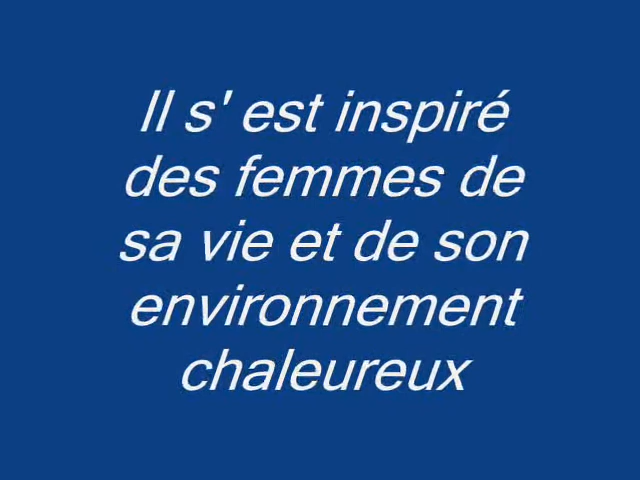 Il s' est inspiré
des femmes de
sa vie et de son
environnement
chaleureux